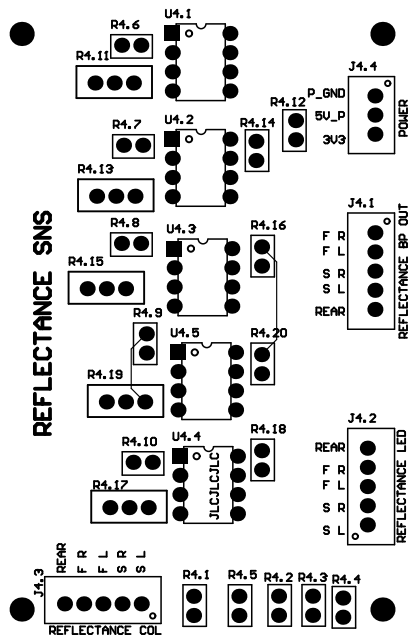 U4.1
R4.6
R4.11
J4.4
P_GND
5V_P
3V3
POWER
R4.12
U4.2
R4.7
R4.14
R4.13
J4.1
F R
F L
S R
S L
REAR
REFLECTANCE BP OUT
R4.8
U4.3
R4.16
R4.15
REFLECTANCE SNS
R4.9
U4.5
R4.20
R4.19
J4.2
REAR
F R
F L
S R
S L
REFLECTANCE LED
U4.4
R4.18
R4.10
JLCJLCJLCJLC
R4.17
J4.3
REAR
F R
F L
S R
S L
REFLECTANCE COL
R4.1
R4.5
R4.2
R4.3
R4.4